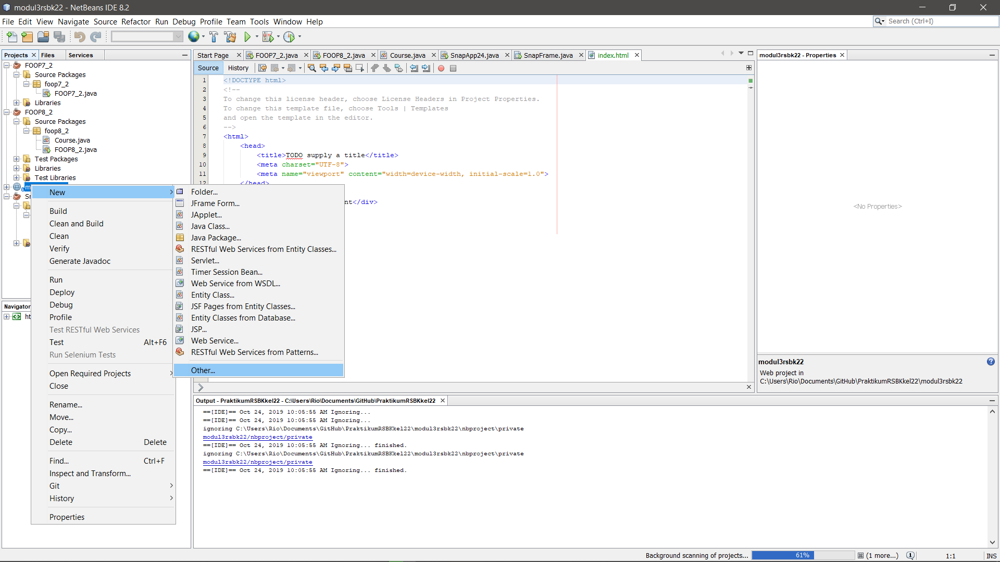 modul3rsbk22 - NetBeans IDE 8.2
File Edit View Navigate Source Refactor Run Debug Profile Team Tools Window Help
Search (Ctrl+I)
Projects Files Services
FOOP7_2
Source Packages
foop7_2
FOOP7_2.java
Libraries
FOOP8_2
Source Packages
foop8_2
Course.java
FOOP8_2.java
Test Packages
Libraries
Test Libraries
m
Sr
Navigator
ht
New
Build
Clean and Build
Clean
Verify
Generate Javadoc
Run
Deploy
Debug
Profile
Test RESTful Web Services
Test Alt+F6
Run Selenium Tests
Open Required Projects
Close
Rename...
Move...
Copy...
Delete Delete
Find... Ctrl+F
Inspect and Transform...
Git
History
Properties
Folder...
JFrame Form...
JApplet...
Java Class...
Java Package...
RESTful Web Services from Entity Classes...
Servlet...
Timer Session Bean...
Web Service from WSDL...
Entity Class...
JSF Pages from Entity Classes...
Entity Classes from Database...
JSP...
Web Service...
RESTful Web Services from Patterns...
Other...
Start Page FOOP7_2.java FOOP8_2.java Course.java SnapApp24.java SnapFrame.java index.html
Source History
1 <!DOCTYPE html>
2 <!--
3 To change this license header, choose License Headers in Project Properties.
4 To change this template file, choose Tools | Templates
5 and open the template in the editor.
6 -->
7 <html>
8 <head>
9 <title>TODO supply a title</title>
10 <meta charset="UTF-8">
11 <meta name="viewport" content="width=device-width, initial-scale=1.0">
12 </head>
nt</div>
modul3rsbk22 - Properties
<No Properties>
modul3rsbk22
Web project in
C:\Users\Rio\Documents\GitHub\PraktikumRSBKkel22\modul3rsbk22
Output - PraktikumRSBKkel22 - C:\Users\Rio\Documents\GitHub\PraktikumRSBKkel22
==[IDE]== Oct 24, 2019 10:05:55 AM Ignoring...
==[IDE]== Oct 24, 2019 10:05:55 AM Ignoring...
ignoring C:\Users\Rio\Documents\GitHub\PraktikumRSBKkel22\modul3rsbk22\nbproject\private
modul3rsbk22/nbproject/private
==[IDE]== Oct 24, 2019 10:05:55 AM Ignoring... finished.
ignoring C:\Users\Rio\Documents\GitHub\PraktikumRSBKkel22\modul3rsbk22\nbproject\private
modul3rsbk22/nbproject/private
==[IDE]== Oct 24, 2019 10:05:55 AM Ignoring... finished.
Background scanning of projects... 61% (1 more...) 1:1 INS